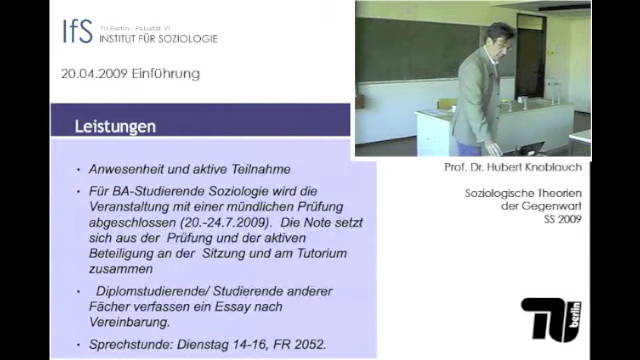 IfS
TU Berlin - Fakultät VI
INSTITUT FÜR SOZIOLOGIE
20.04.2009 Einführung
Leistungen
• Anwesenheit und aktive Teilnahme
• Für BA-Studierende Soziologie wird die
Veranstaltung mit einer mündlichen Prüfung
abgeschlossen (20.-24.7.2009). Die Note setzt
sich aus der Prüfung und der aktiven
Beteiligung an der Sitzung und am Tutorium
zusammen
• Diplomstudierende/ Studierende anderer
Fächer verfassen ein Essay nach
Vereinbarung.
• Sprechstunde: Dienstag 14-16, FR 2052.
Prof. Dr. Hubert Knoblauch
Soziologische Theorien
der Gegenwart
SS 2009
TU
berlin